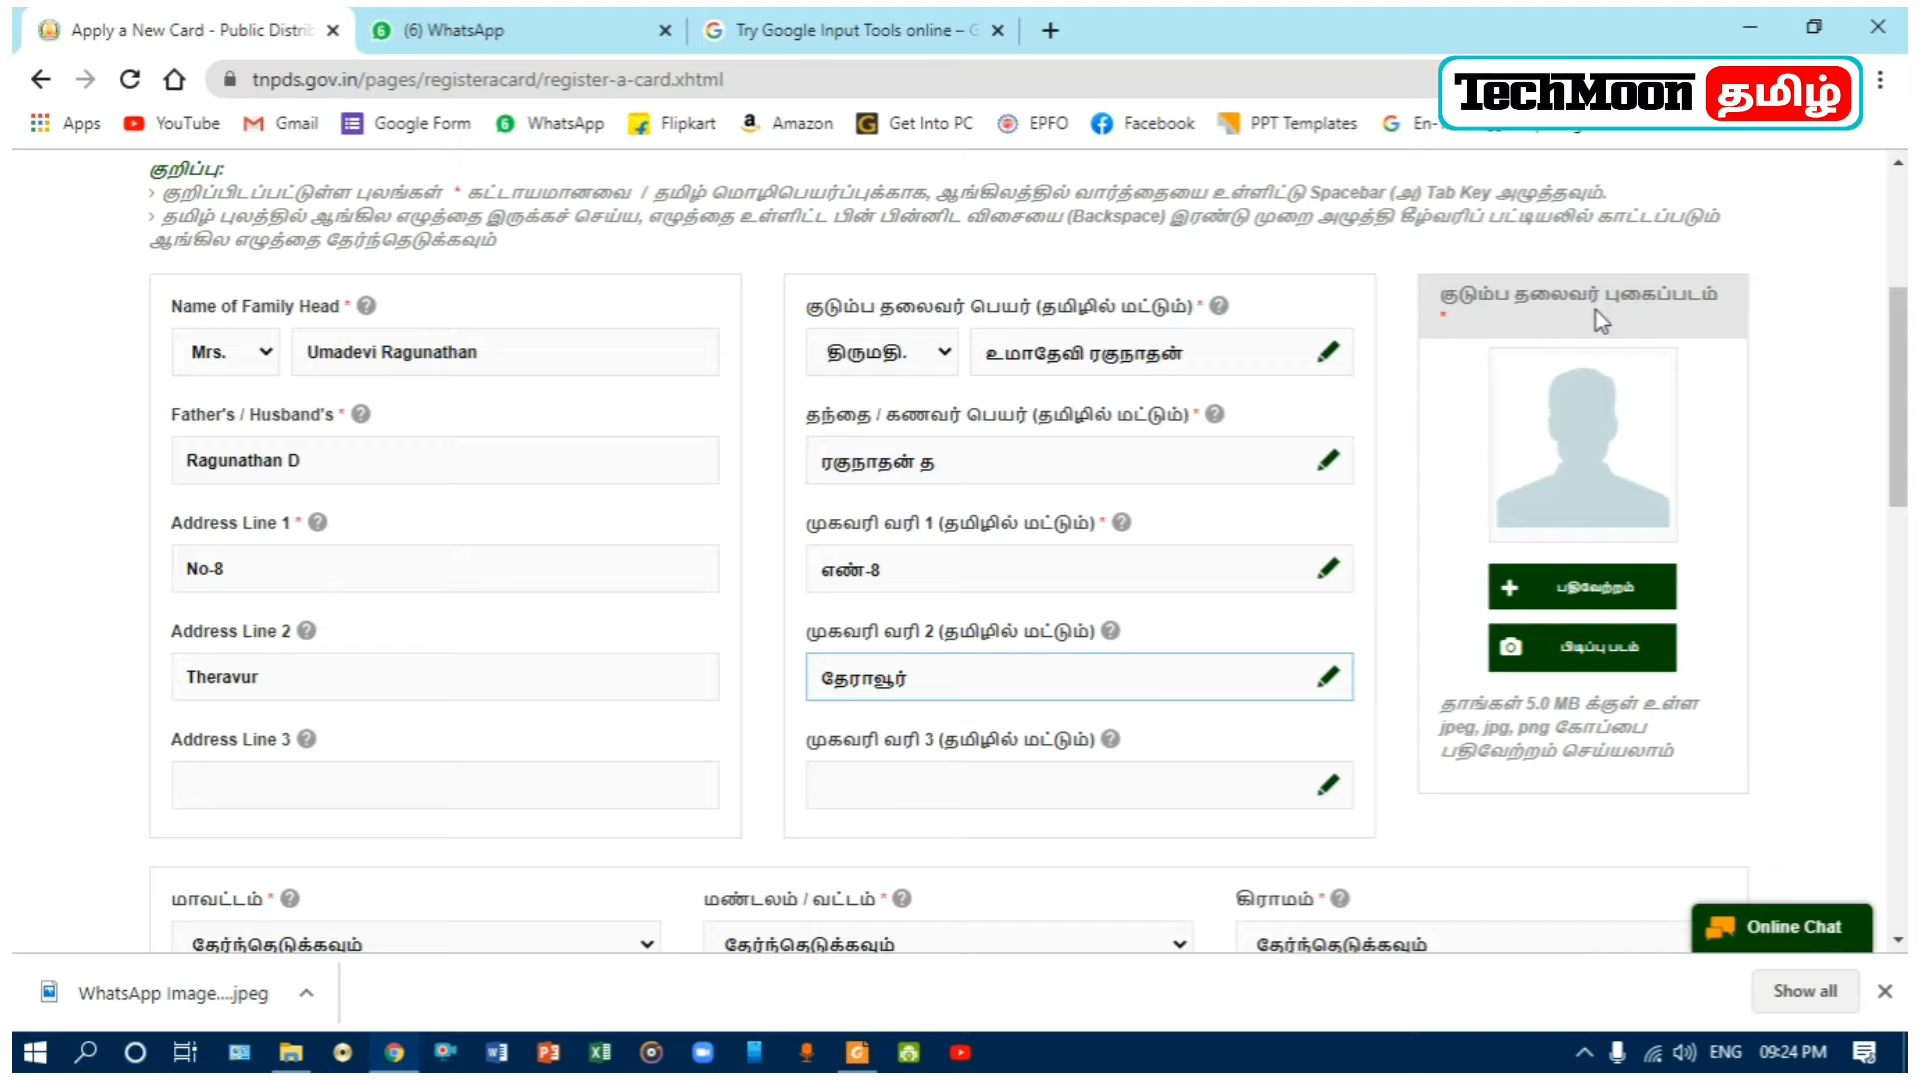 Apply a New Card - Public Distrib
(6) WhatsApp
Try Google Input Tools online – G
tnpds.gov.in/pages/registeracard/register-a-card.xhtml
TechMoon தமிழ்
Apps
YouTube
Gmail
Google Form
WhatsApp
Flipkart
Amazon
Get Into PC
EPFO
Facebook
PPT Templates
குறிப்பு:
› குறிப்பிடப்பட்டுள்ள புலங்கள் * கட்டாயமானவை / தமிழ் மொழிபெயர்ப்புக்காக, ஆங்கிலத்தில் வார்த்தையை உள்ளிட்டு Spacebar (அ) Tab Key அழுத்தவும்.
› தமிழ் புலத்தில் ஆங்கில எழுத்தை இருக்கச் செய்ய, எழுத்தை உள்ளிட்ட பின் பின்னிட விசையை (Backspace) இரண்டு முறை அழுத்தி கீழ்வரிப் பட்டியலில் காட்டப்படும்
ஆங்கில எழுத்தை தேர்ந்தெடுக்கவும்
Name of Family Head *
Mrs.
Umadevi Ragunathan
Father's / Husband's *
Ragunathan D
Address Line 1 *
No-8
Address Line 2
Theravur
Address Line 3
குடும்ப தலைவர் பெயர் (தமிழில் மட்டும்) *
திருமதி.
உமாதேவி ரகுநாதன்
தந்தை / கணவர் பெயர் (தமிழில் மட்டும்) *
ரகுநாதன் த
முகவரி வரி 1 (தமிழில் மட்டும்) *
எண்-8
முகவரி வரி 2 (தமிழில் மட்டும்)
தேராவூர்
முகவரி வரி 3 (தமிழில் மட்டும்)
குடும்ப தலைவர் புகைப்படம்
*
பதிவேற்றம்
பிடிப்பு படம்
தாங்கள் 5.0 MB க்குள் உள்ள
jpeg, jpg, png கோப்பை
பதிவேற்றம் செய்யலாம்
மாவட்டம் *
மண்டலம் / வட்டம் *
கிராமம் *
தேர்ந்தெடுக்கவும்
தேர்ந்தெடுக்கவும்
தேர்ந்தெடுக்கவும்
Online Chat
WhatsApp Image....jpeg
Show all
ENG
09:24 PM